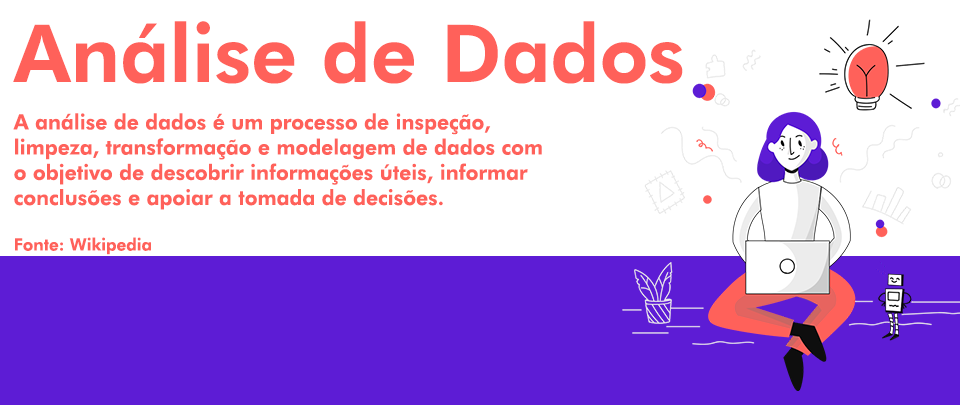 Análise de Dados
A análise de dados é um processo de inspeção,
limpeza, transformação e modelagem de dados com
o objetivo de descobrir informações úteis, informar
conclusões e apoiar a tomada de decisões.
Fonte: Wikipedia